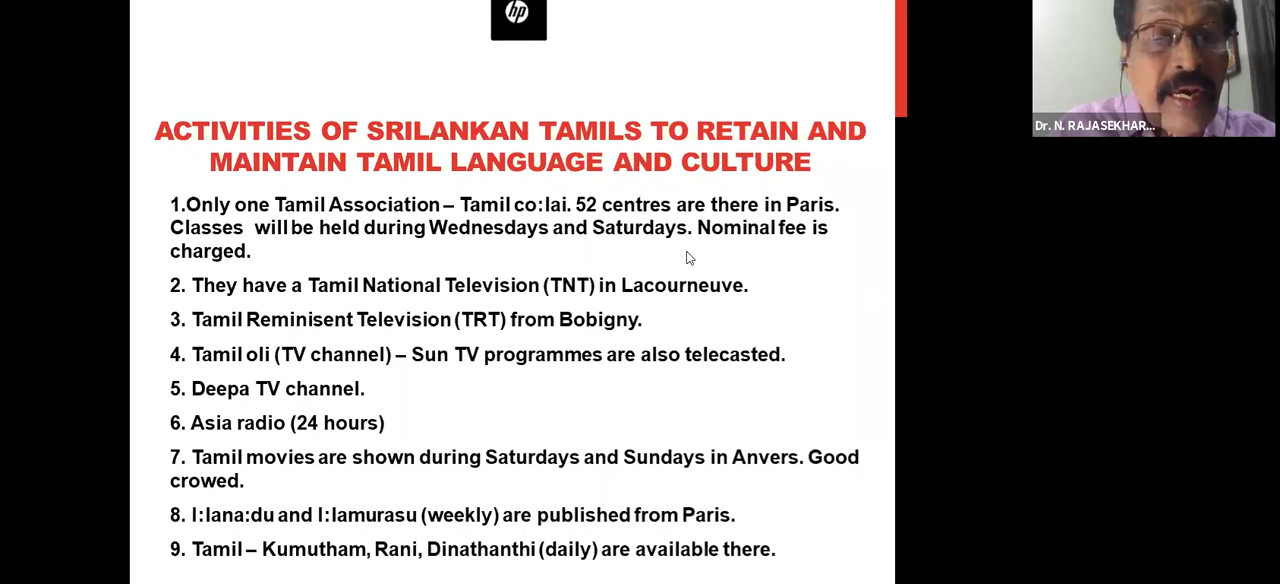 hp
ACTIVITIES OF SRILANKAN TAMILS TO RETAIN AND
MAINTAIN TAMIL LANGUAGE AND CULTURE
1.Only one Tamil Association – Tamil co:lai. 52 centres are there in Paris.
Classes will be held during Wednesdays and Saturdays. Nominal fee is
charged.
2. They have a Tamil National Television (TNT) in Lacourneuve.
3. Tamil Reminisent Television (TRT) from Bobigny.
4. Tamil oli (TV channel) – Sun TV programmes are also telecasted.
5. Deepa TV channel.
6. Asia radio (24 hours)
7. Tamil movies are shown during Saturdays and Sundays in Anvers. Good
crowed.
8. I:lana:du and I:lamurasu (weekly) are published from Paris.
9. Tamil – Kumutham, Rani, Dinathanthi (daily) are available there.
Dr. N. RAJASEKHAR...